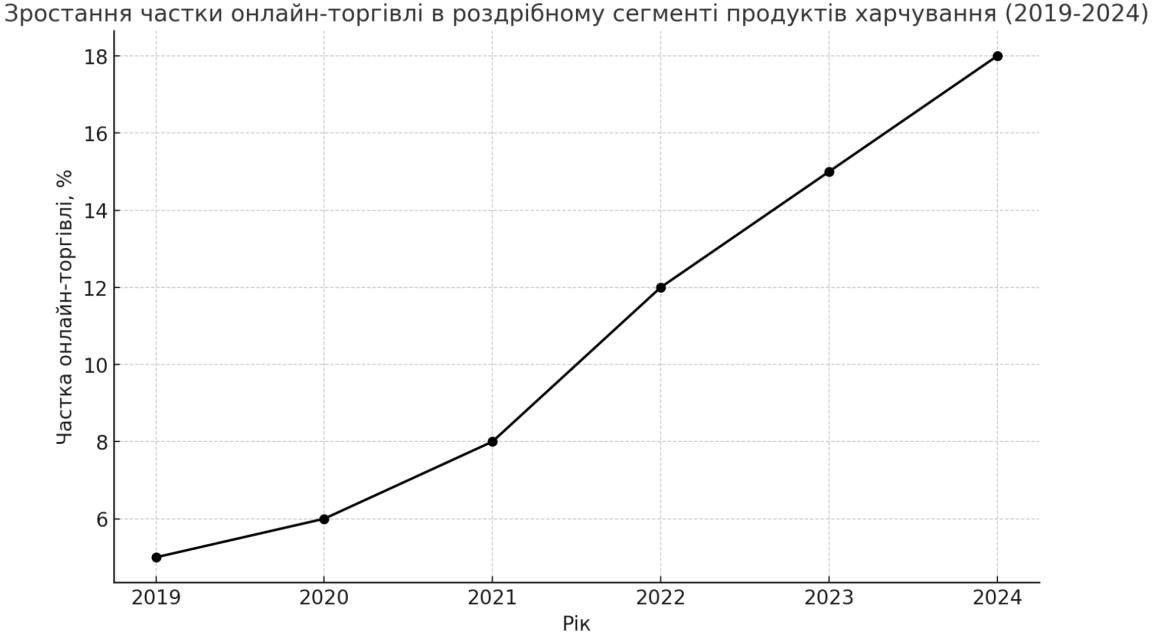 Зростання частки онлайн-торгівлі в роздрібному сегменті продуктів харчування (2019-2024)
Частка онлайн-торгівлі, %
18
16
14
12
10
8
6
2019 2020 2021 2022 2023 2024
Рік